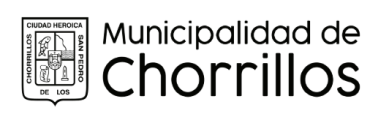 CIUDAD HEROICA
SAN PEDRO
DE LOS
CHORRILLOS
Municipalidad de
Chorrillos